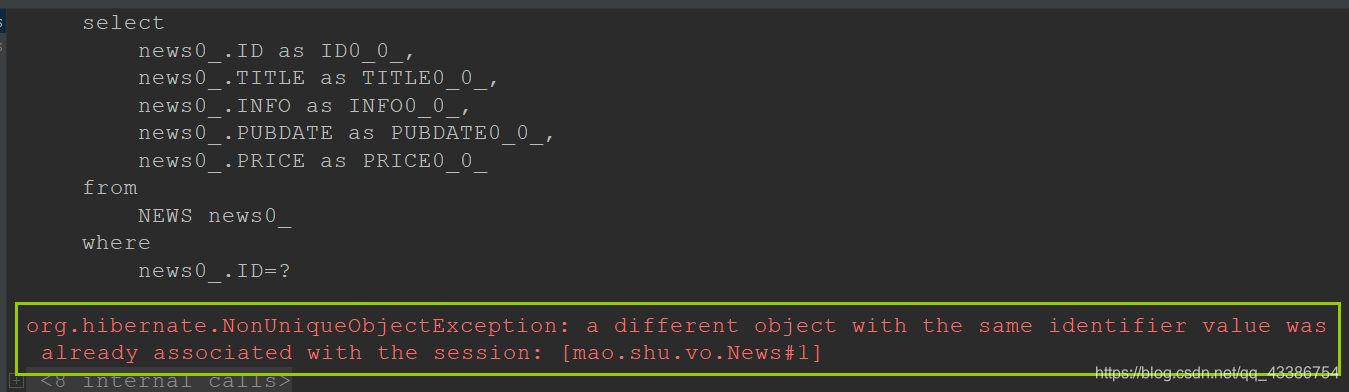 select
news0_.ID as ID0_0_,
news0_.TITLE as TITLE0_0_,
news0_.INFO as INFO0_0_,
news0_.PUBDATE as PUBDATE0_0_,
news0_.PRICE as PRICE0_0_
from
NEWS news0_
where
news0_.ID=?
org.hibernate.NonUniqueObjectException: a different object with the same identifier value was
already associated with the session: [mao.shu.vo.News#1]
<8 internal calls>
https://blog.csdn.net/qq_43386754